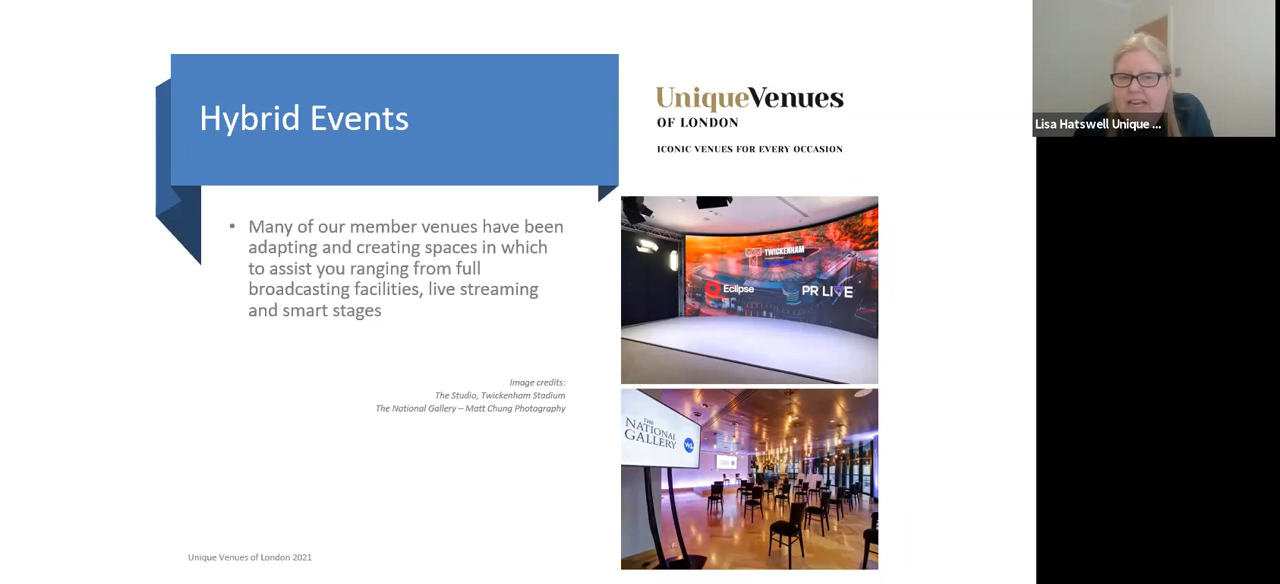 Hybrid Events
UniqueVenues
OF LONDON
ICONIC VENUES FOR EVERY OCCASION
• Many of our member venues have been
adapting and creating spaces in which
to assist you ranging from full
broadcasting facilities, live streaming
and smart stages
Image credits:
The Studio, Twickenham Stadium
The National Gallery – Matt Chung Photography
TWICKENHAM
Eclipse
PR LIVE
THE
NATIONAL
GALLERY
Unique Venues of London 2021
Lisa Hatswell Unique ...